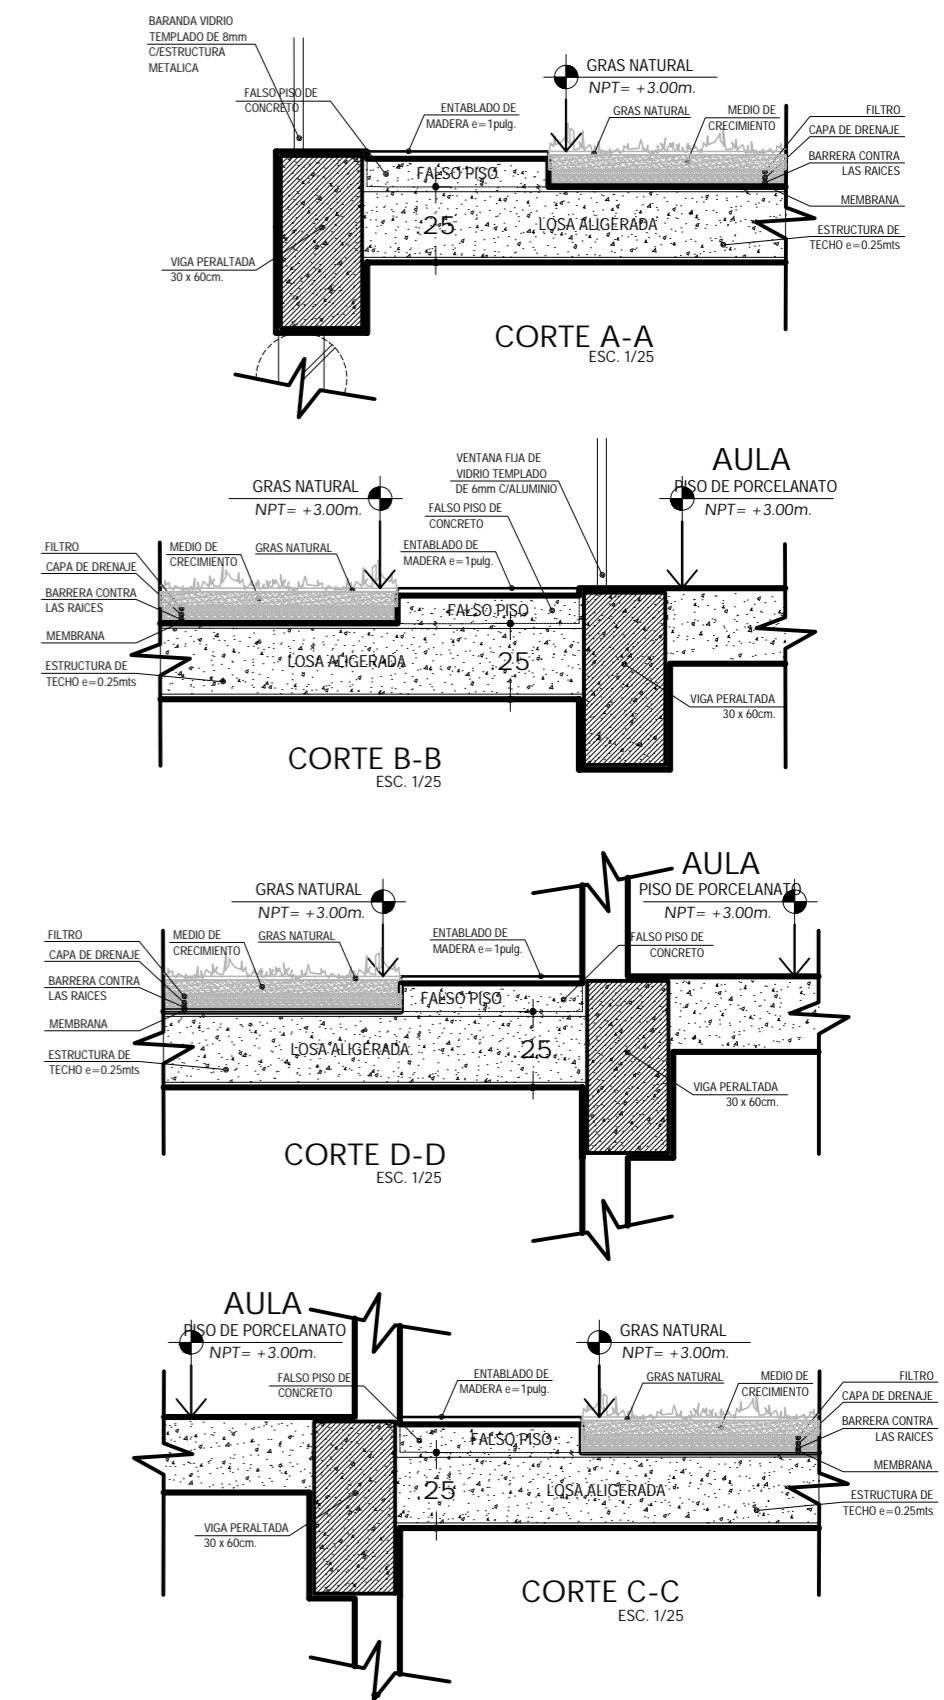 BARANDA VIDRIO
TEMPLADO DE 8mm
C/ESTRUCTURA
METALICA
FALSO PISO DE
CONCRETO
ENTABLADO DE
MADERA e=1pulg.
GRAS NATURAL
NPT= +3.00m.
GRAS NATURAL
MEDIO DE
CRECIMIENTO
FILTRO
CAPA DE DRENAJE
BARRERA CONTRA
LAS RAICES
MEMBRANA
ESTRUCTURA DE
TECHO e=0.25mts
FALSO PISO
25
LOSA ALIGERADA
VIGA PERALTADA
30 x 60cm.
CORTE A-A
ESC. 1/25
GRAS NATURAL
NPT= +3.00m.
VENTANA FIJA DE
VIDRIO TEMPLADO
DE 6mm C/ALUMINIO
FALSO PISO DE
CONCRETO
ENTABLADO DE
MADERA e=1pulg.
AULA
PISO DE PORCELANATO
NPT= +3.00m.
FILTRO
CAPA DE DRENAJE
BARRERA CONTRA
LAS RAICES
MEMBRANA
ESTRUCTURA DE
TECHO e=0.25mts
MEDIO DE
CRECIMIENTO
GRAS NATURAL
FALSO PISO
LOSA ALIGERADA
25
VIGA PERALTADA
30 x 60cm.
CORTE B-B
ESC. 1/25
GRAS NATURAL
NPT= +3.00m.
AULA
PISO DE PORCELANATO
NPT= +3.00m.
FILTRO
CAPA DE DRENAJE
BARRERA CONTRA
LAS RAICES
MEMBRANA
ESTRUCTURA DE
TECHO e=0.25mts
MEDIO DE
CRECIMIENTO
GRAS NATURAL
ENTABLADO DE
MADERA e=1pulg.
FALSO PISO DE
CONCRETO
FALSO PISO
LOSA ALIGERADA
25
VIGA PERALTADA
30 x 60cm.
CORTE D-D
ESC. 1/25
AULA
PISO DE PORCELANATO
NPT= +3.00m.
FALSO PISO DE
CONCRETO
ENTABLADO DE
MADERA e=1pulg.
GRAS NATURAL
NPT= +3.00m.
GRAS NATURAL
MEDIO DE
CRECIMIENTO
FILTRO
CAPA DE DRENAJE
BARRERA CONTRA
LAS RAICES
MEMBRANA
ESTRUCTURA DE
TECHO e=0.25mts
FALSO PISO
25
LOSA ALIGERADA
VIGA PERALTADA
30 x 60cm.
CORTE C-C
ESC. 1/25